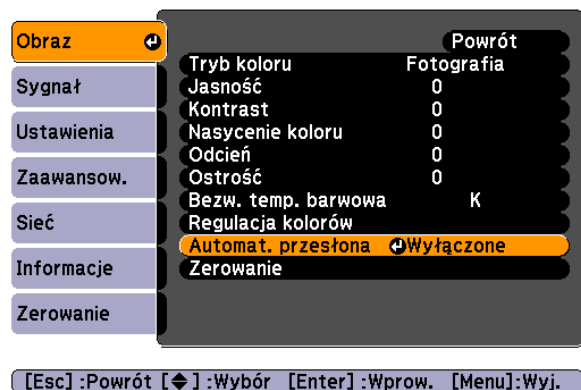 Obraz
Sygnał
Ustawienia
Zaawansow.
Sieć
Informacje
Zerowanie
Powrót
Tryb koloru Fotografia
Jasność 0
Kontrast 0
Nasycenie koloru 0
Odcień 0
Ostrość 0
Bezw. temp. barwowa K
Regulacja kolorów
Automat. przesłona Wyłączone
Zerowanie
[Esc] :Powrót [◆] :Wybór [Enter] :Wprow. [Menu]:Wyj.